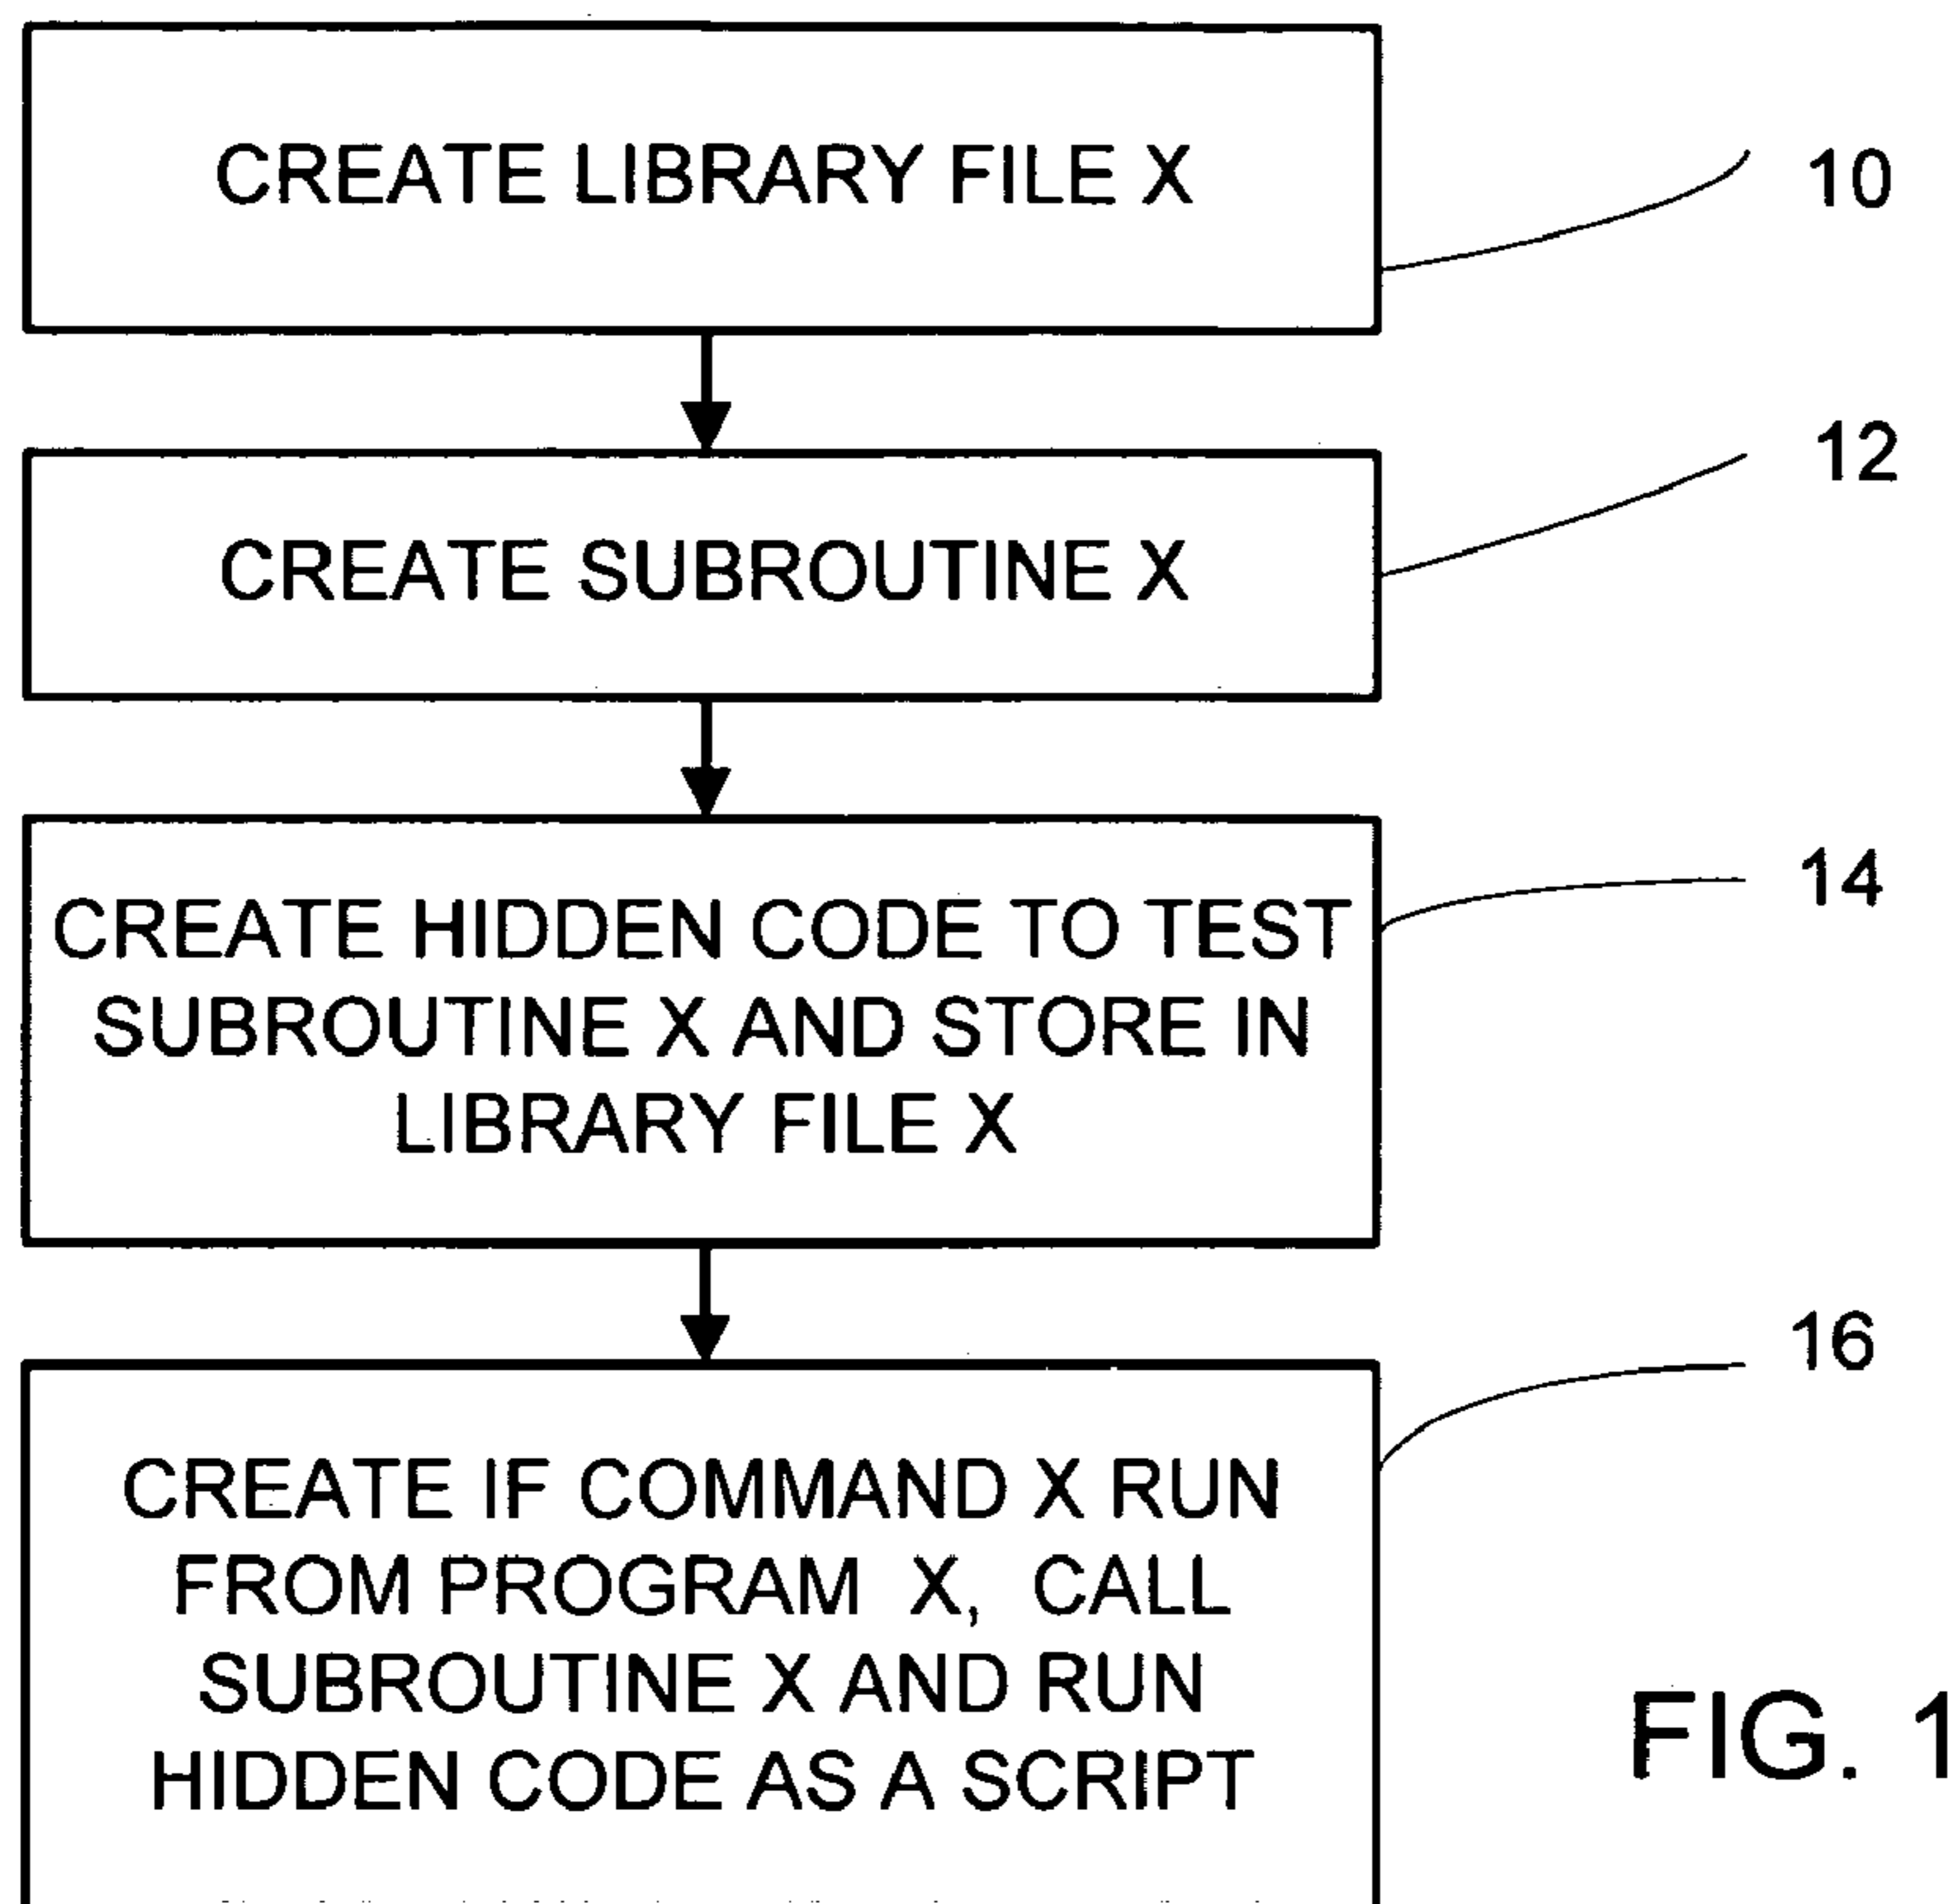 CREATE LIBRARY FILE X
10
CREATE SUBROUTINE X
12
CREATE HIDDEN CODE TO TEST
SUBROUTINE X AND STORE IN
LIBRARY FILE X
14
CREATE IF COMMAND X RUN
FROM PROGRAM X, CALL
SUBROUTINE X AND RUN
HIDDEN CODE AS A SCRIPT
16
FIG. 1